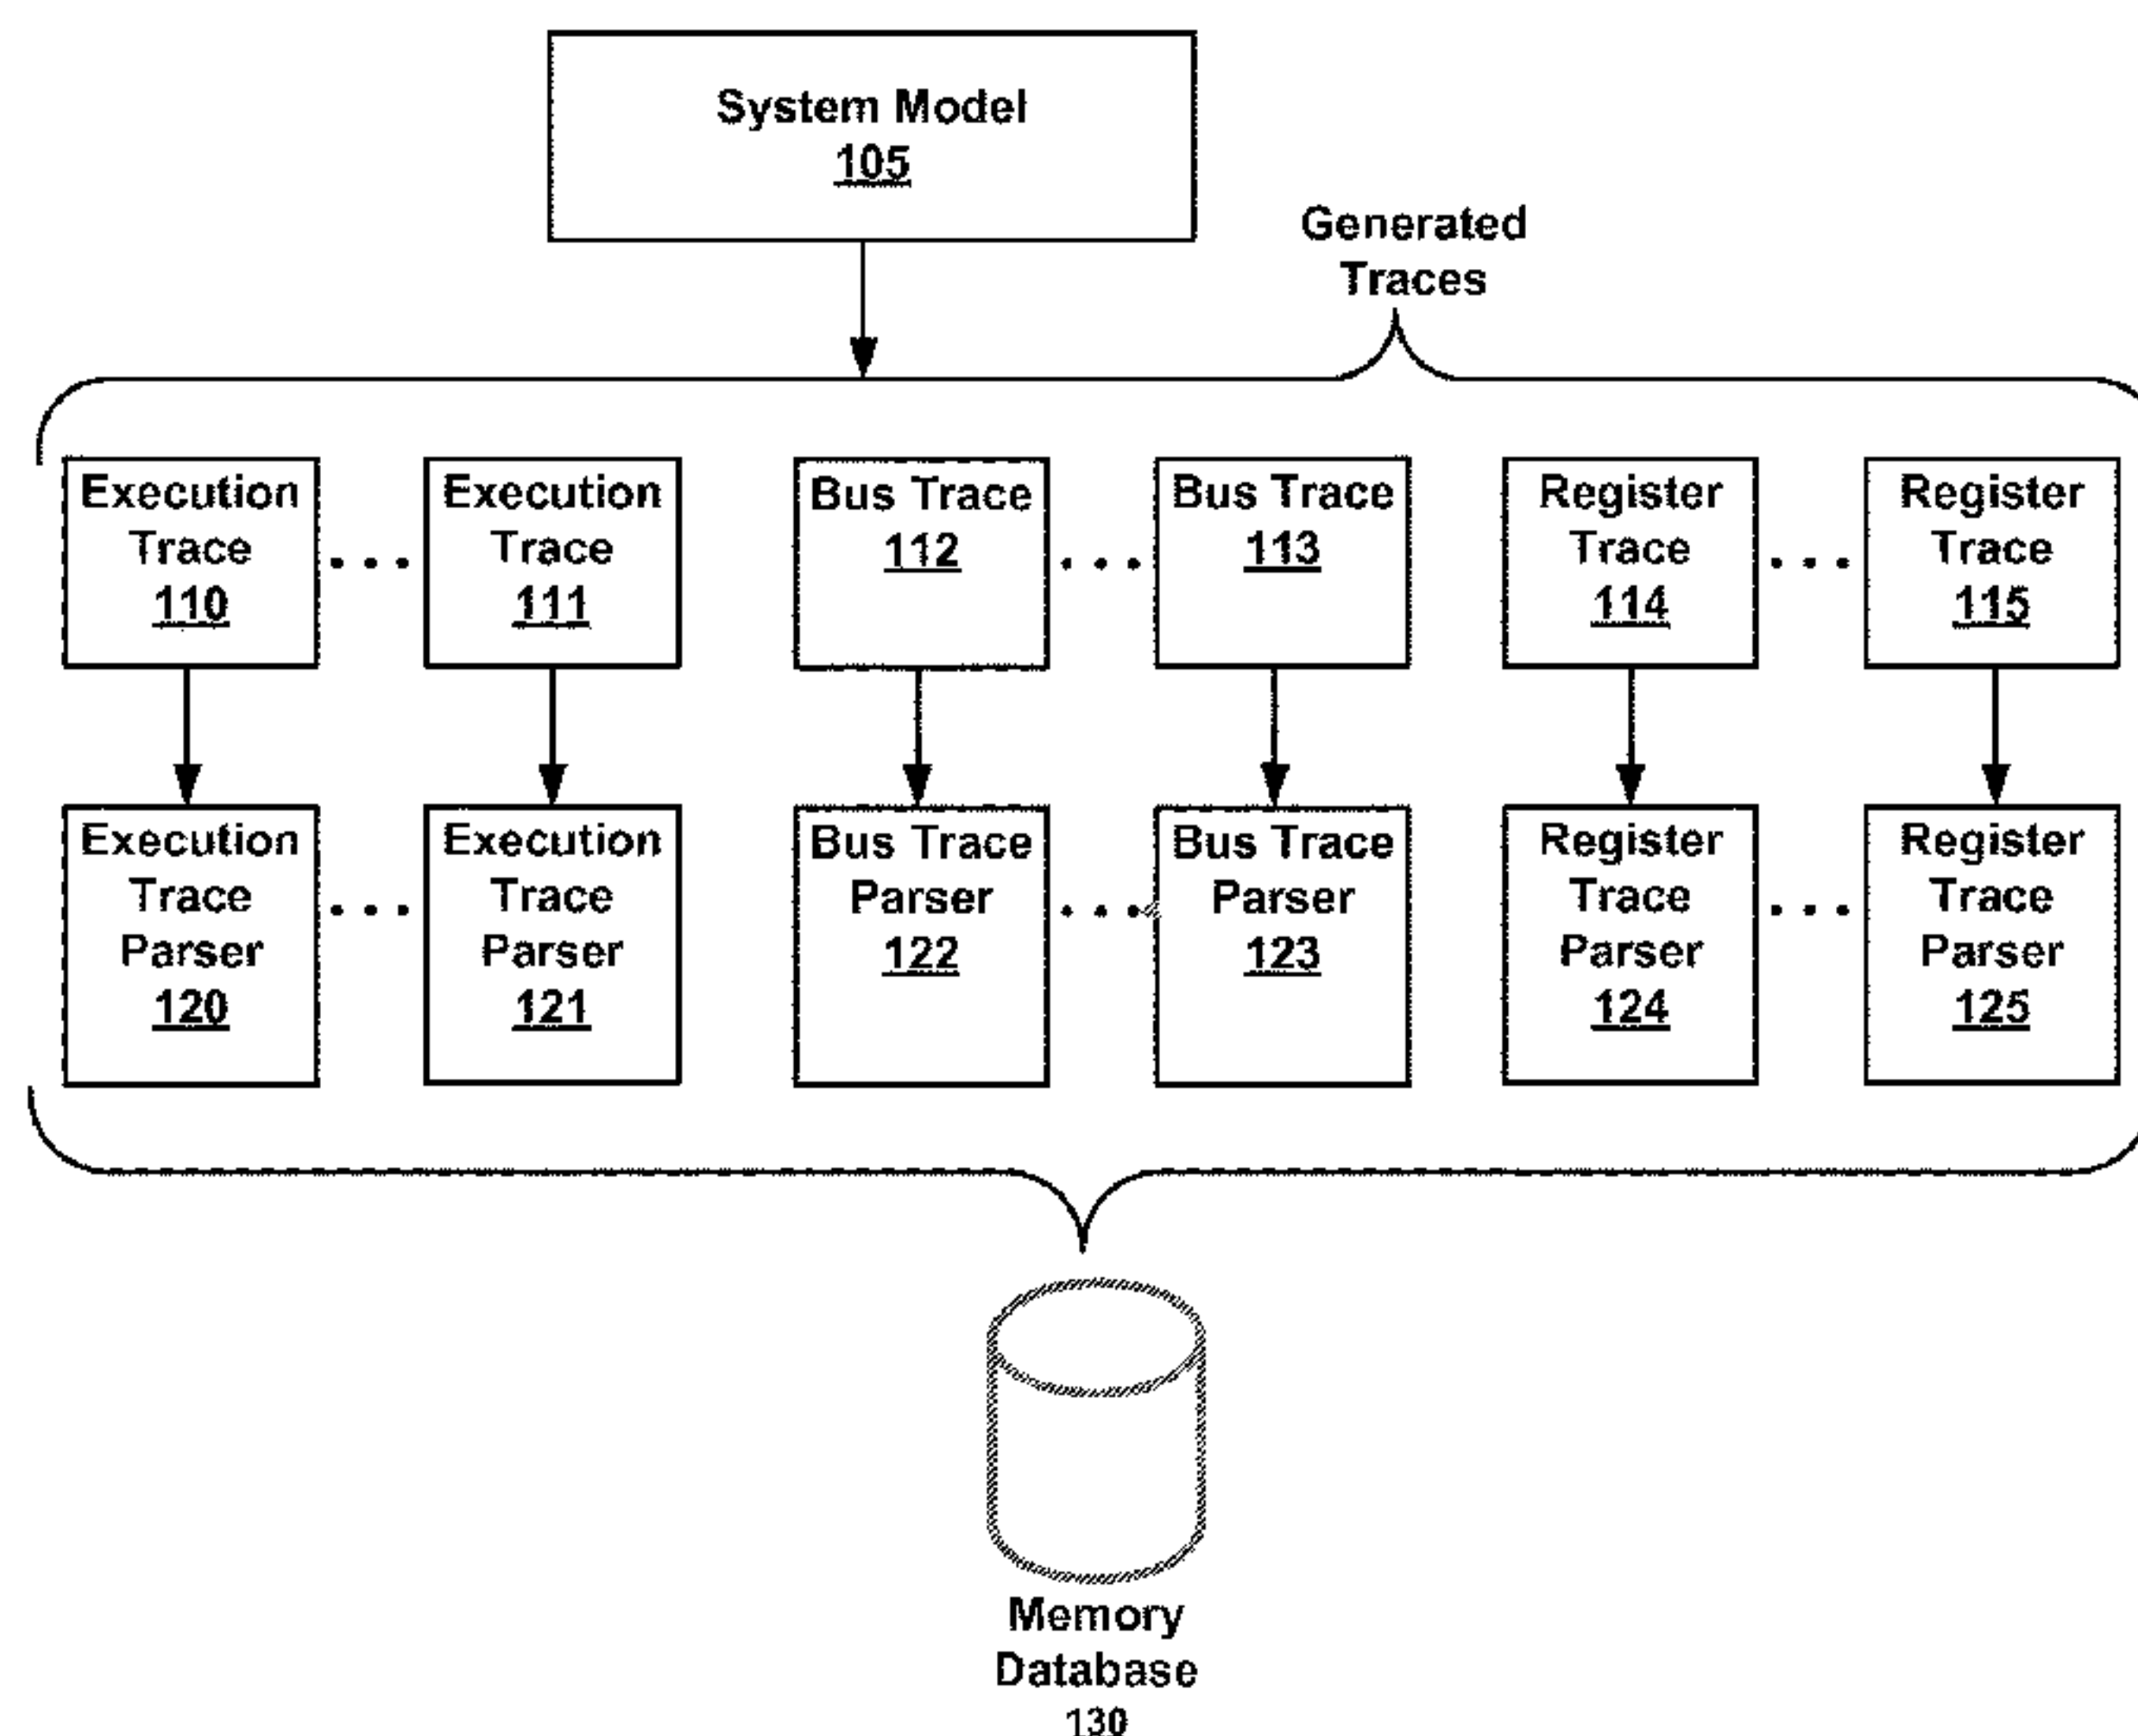 System Model
105
Generated
Traces
Execution
Trace
110
Execution
Trace
111
Bus Trace
112
Bus Trace
113
Register
Trace
114
Register
Trace
115
Execution
Trace
Parser
120
Execution
Trace
Parser
121
Bus Trace
Parser
122
Bus Trace
Parser
123
Register
Trace
Parser
124
Register
Trace
Parser
125
Memory
Database
130